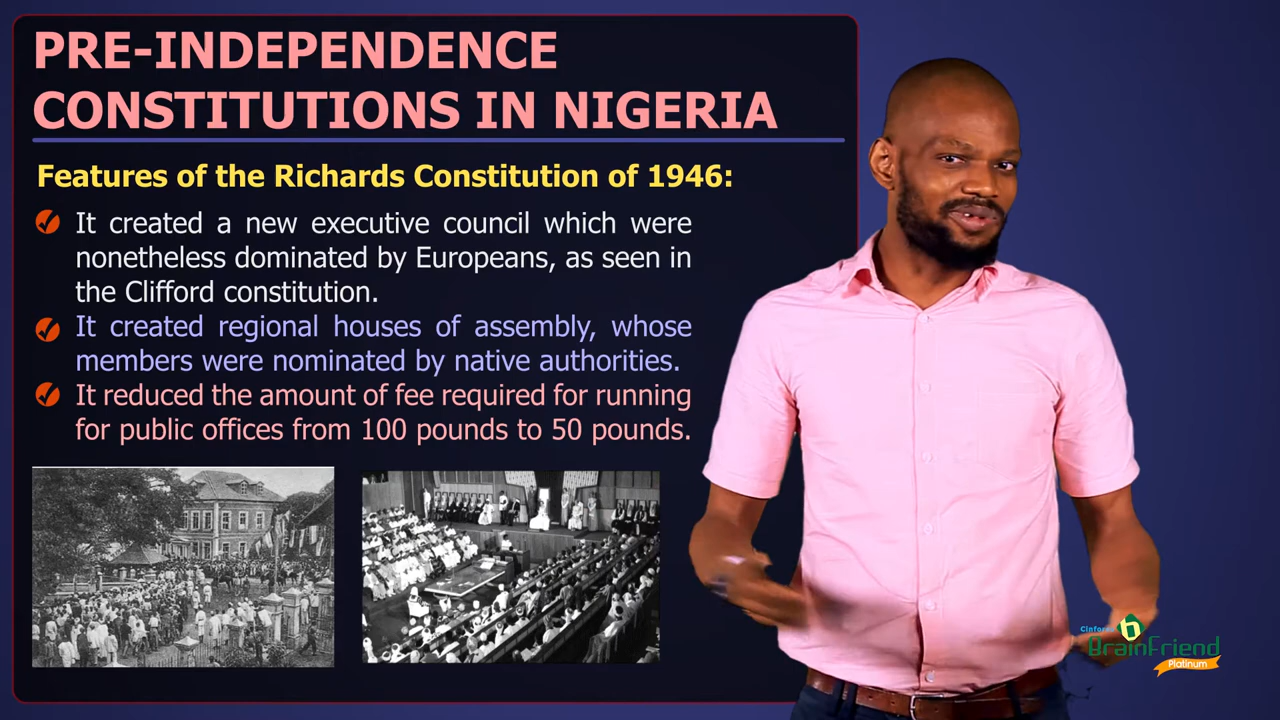 PRE-INDEPENDENCE
CONSTITUTIONS IN NIGERIA
Features of the Richards Constitution of 1946:
It created a new executive council which were
nonetheless dominated by Europeans, as seen in
the Clifford constitution.
It created regional houses of assembly, whose
members were nominated by native authorities.
It reduced the amount of fee required for running
for public offices from 100 pounds to 50 pounds.
Cinfores
BrainFriend
Platinum